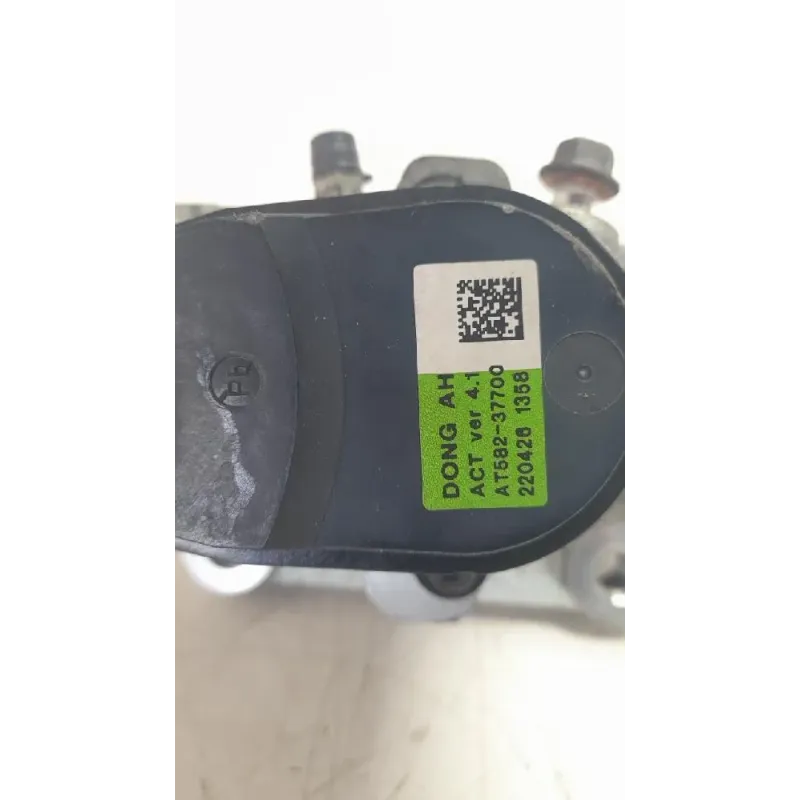 Pb
DONG AH
ACT ver 4.1
AT582-37700
220426 1358